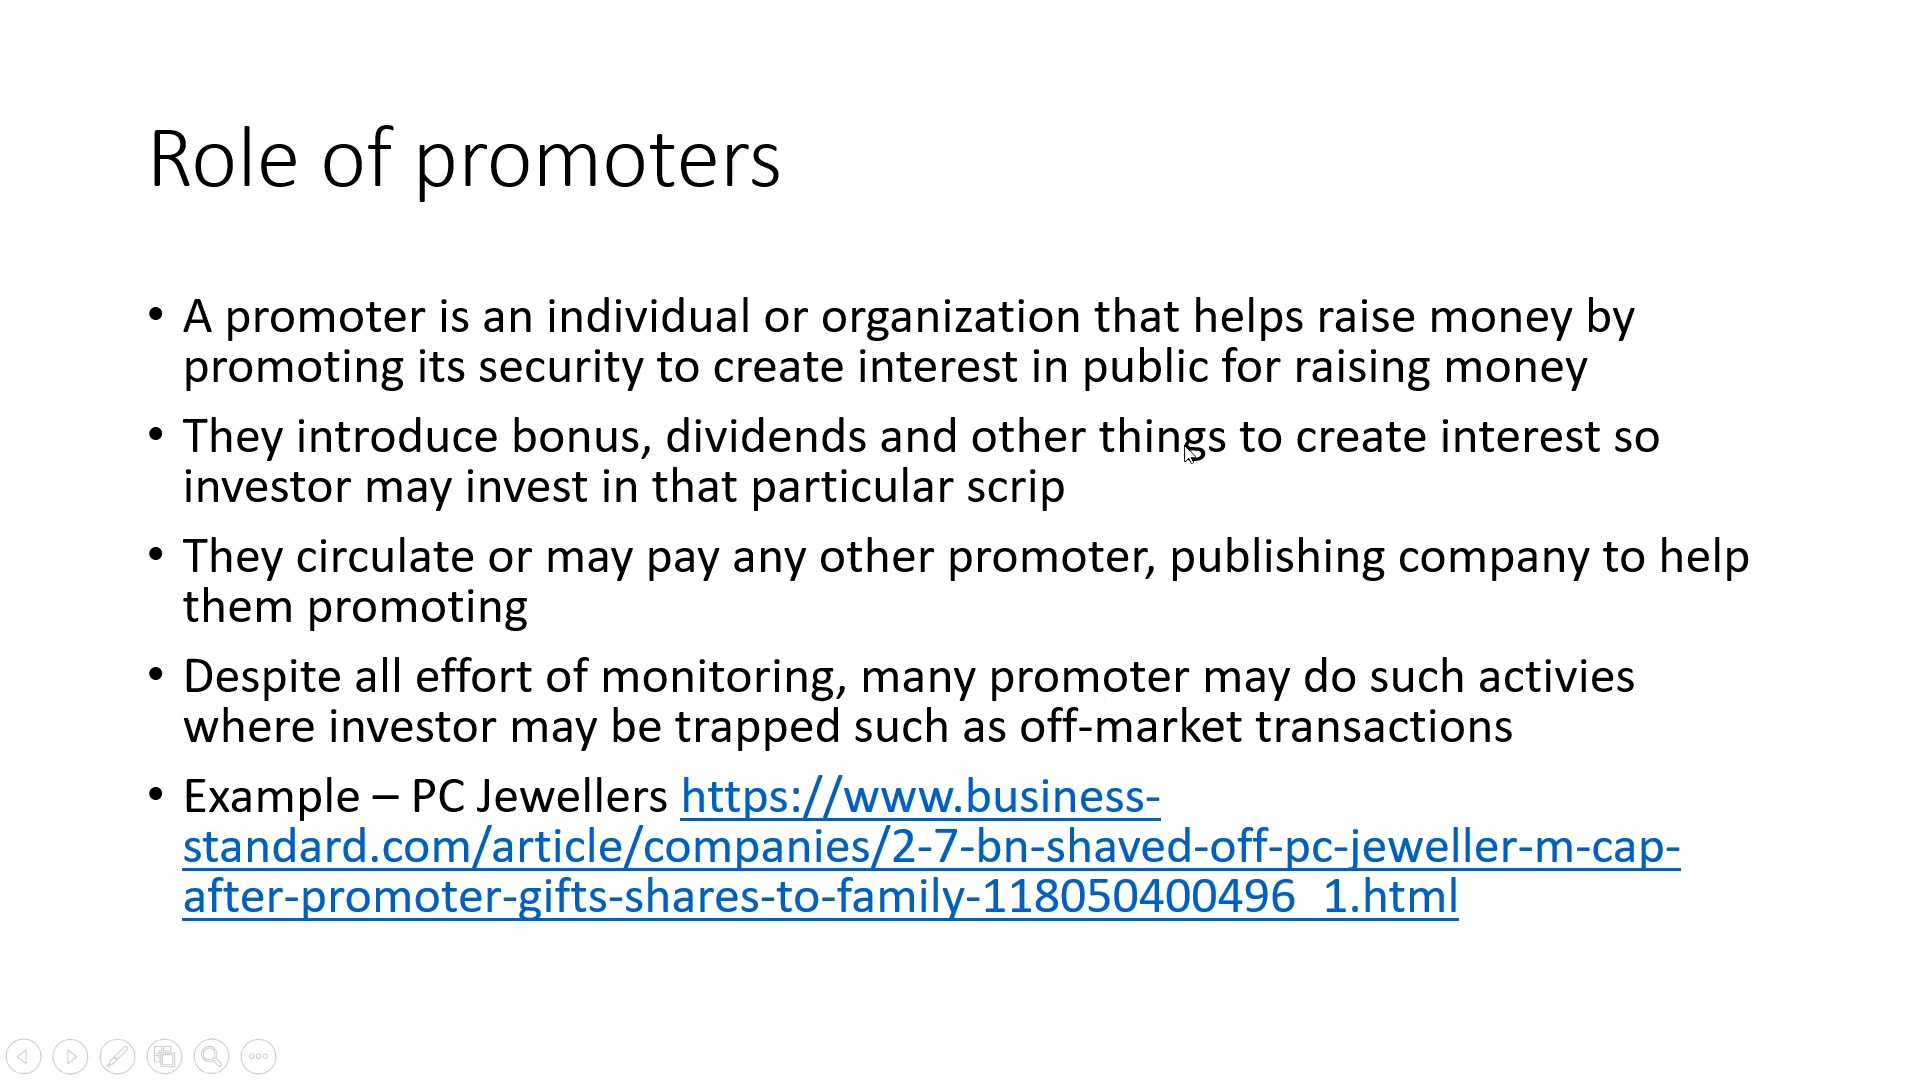 Role of promoters
• A promoter is an individual or organization that helps raise money by
promoting its security to create interest in public for raising money
• They introduce bonus, dividends and other things to create interest so
investor may invest in that particular scrip
• They circulate or may pay any other promoter, publishing company to help
them promoting
• Despite all effort of monitoring, many promoter may do such activies
where investor may be trapped such as off-market transactions
• Example – PC Jewellers https://www.business-
standard.com/article/companies/2-7-bn-shaved-off-pc-jeweller-m-cap-
after-promoter-gifts-shares-to-family-118050400496_1.html